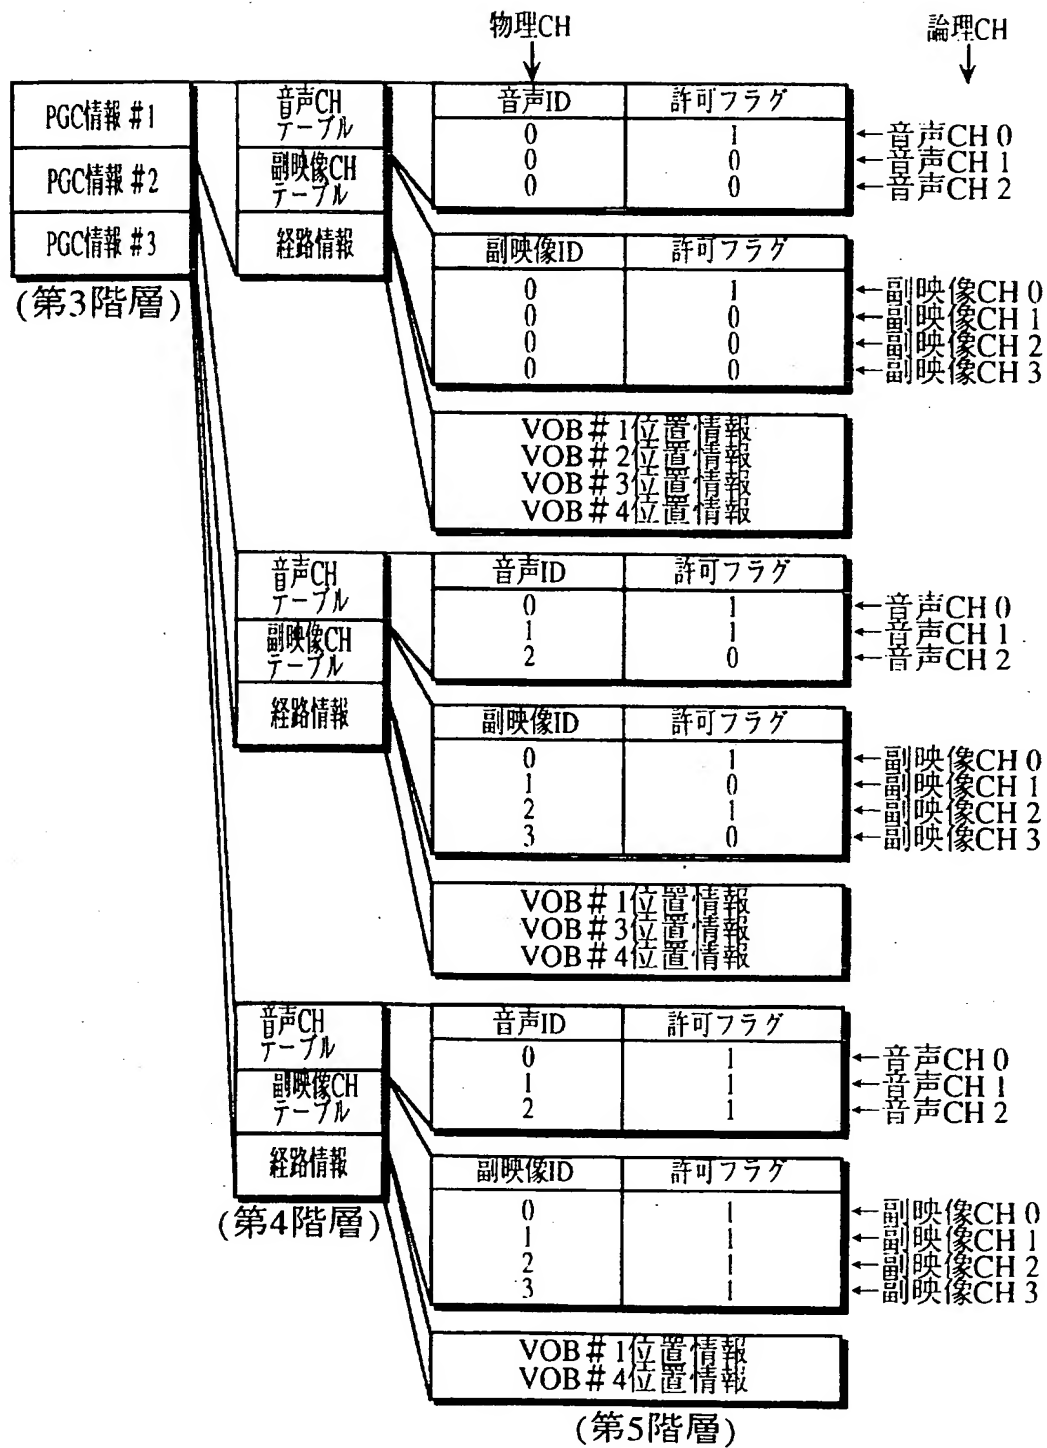 物理CH
論理CH
PGC情報 #1
PGC情報 #2
PGC情報 #3
(第3階層)
音声CH
テーブル
副映像CH
テーブル
経路情報
音声ID 許可フラグ
0 1 ←音声CH 0
0 0 ←音声CH 1
0 0 ←音声CH 2
副映像ID 許可フラグ
0 1 ←副映像CH 0
0 0 ←副映像CH 1
0 0 ←副映像CH 2
0 0 ←副映像CH 3
VOB#1位置情報
VOB#2位置情報
VOB#3位置情報
VOB#4位置情報
音声CH
テーブル
副映像CH
テーブル
経路情報
音声ID 許可フラグ
0 1 ←音声CH 0
1 1 ←音声CH 1
2 0 ←音声CH 2
副映像ID 許可フラグ
0 1 ←副映像CH 0
1 0 ←副映像CH 1
2 1 ←副映像CH 2
3 0 ←副映像CH 3
VOB#1位置情報
VOB#3位置情報
VOB#4位置情報
音声CH
テーブル
副映像CH
テーブル
経路情報
(第4階層)
音声ID 許可フラグ
0 1 ←音声CH 0
1 1 ←音声CH 1
2 1 ←音声CH 2
副映像ID 許可フラグ
0 1 ←副映像CH 0
1 1 ←副映像CH 1
2 1 ←副映像CH 2
3 1 ←副映像CH 3
VOB#1位置情報
VOB#4位置情報
(第5階層)